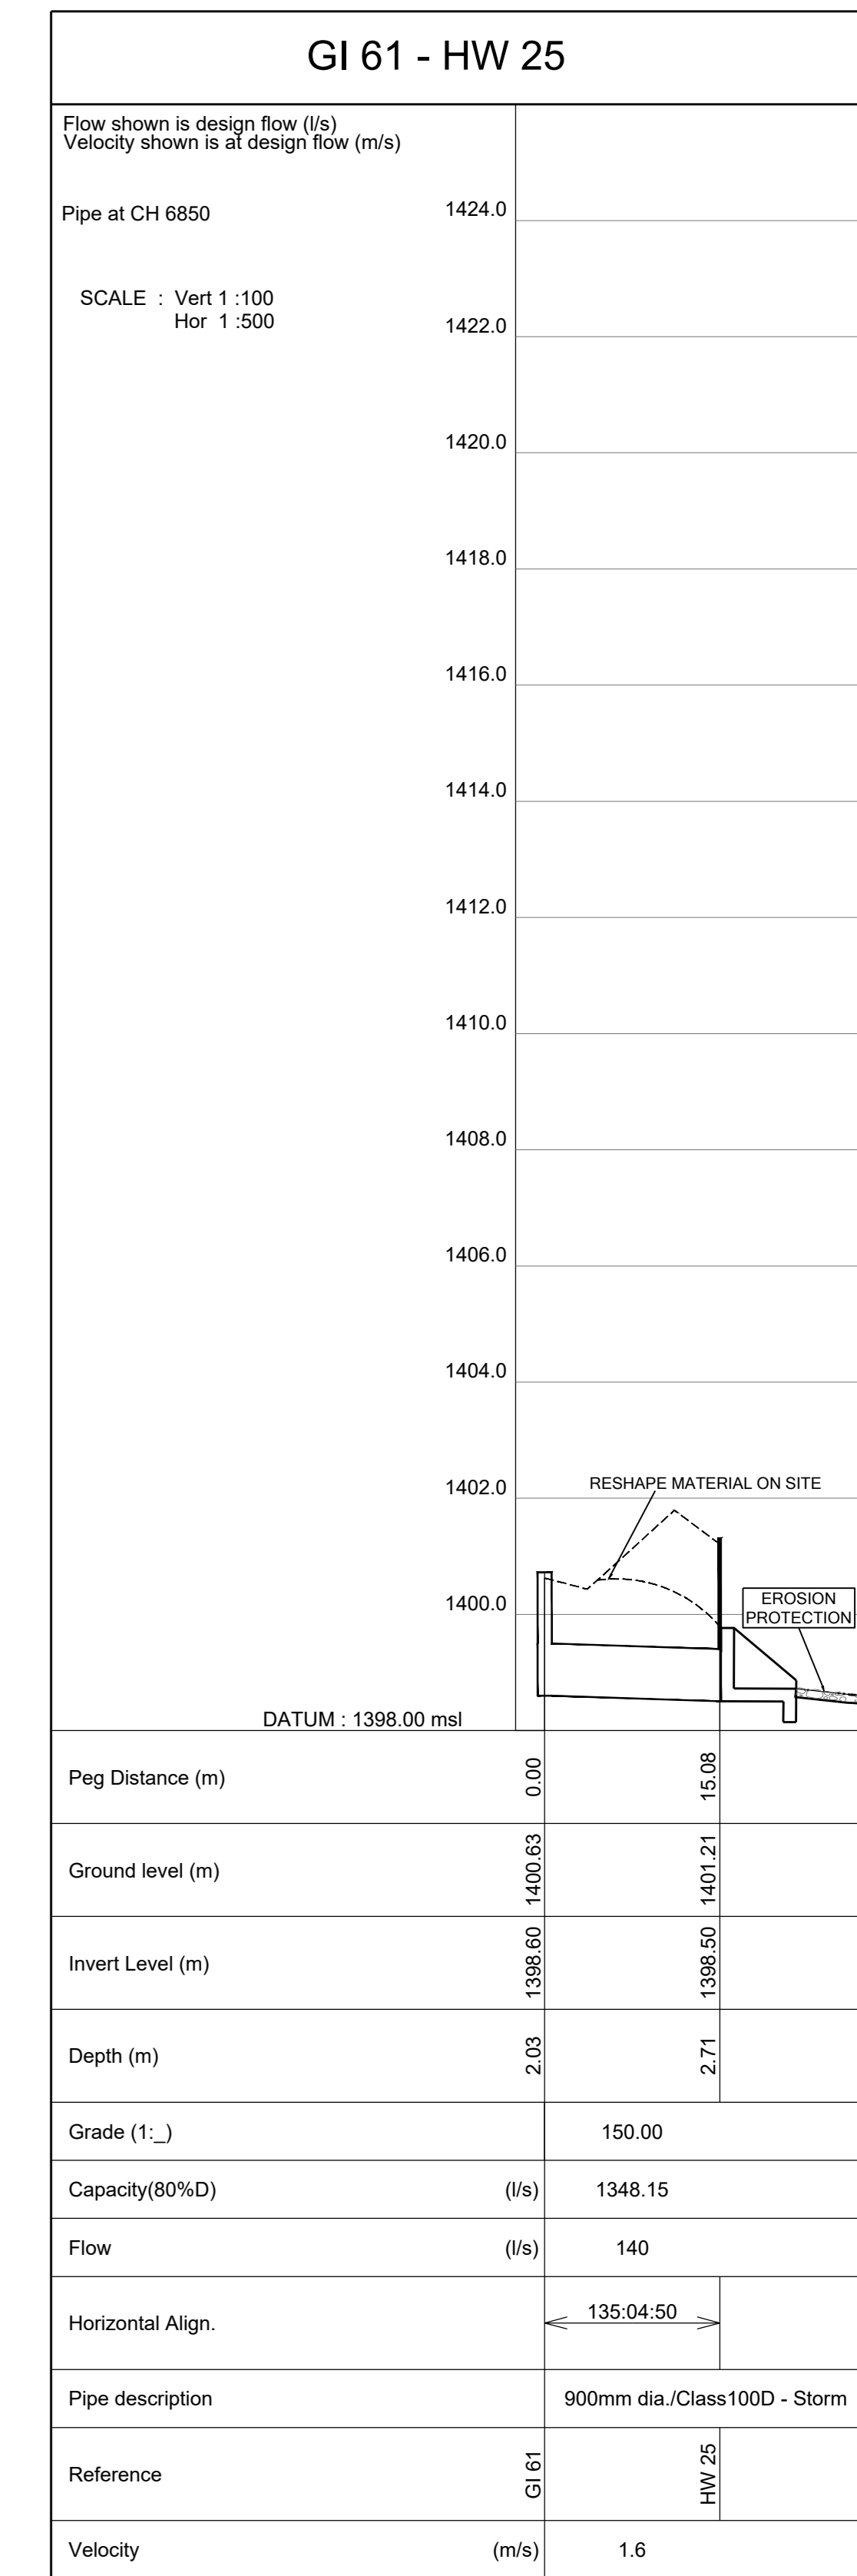 GI 61 - HW 25
Flow shown is design flow (l/s)
Velocity shown is at design flow (m/s)
Pipe at CH 6850
SCALE : Vert 1 :100
Hor 1 :500
1424.0
1422.0
1420.0
1418.0
1416.0
1414.0
1412.0
1410.0
1408.0
1406.0
1404.0
1402.0
RESHAPE MATERIAL ON SITE
1400.0
EROSION
PROTECTION
DATUM : 1398.00 msl
Peg Distance (m) 0.00 15.08
Ground level (m) 1400.63 1401.21
Invert Level (m) 1398.60 1398.50
Depth (m) 2.03 2.71
Grade (1:_) 150.00
Capacity(80%D) (l/s) 1348.15
Flow (l/s) 140
Horizontal Align. 135:04:50
Pipe description 900mm dia./Class100D - Storm
Reference GI 61 HW 25
Velocity (m/s) 1.6